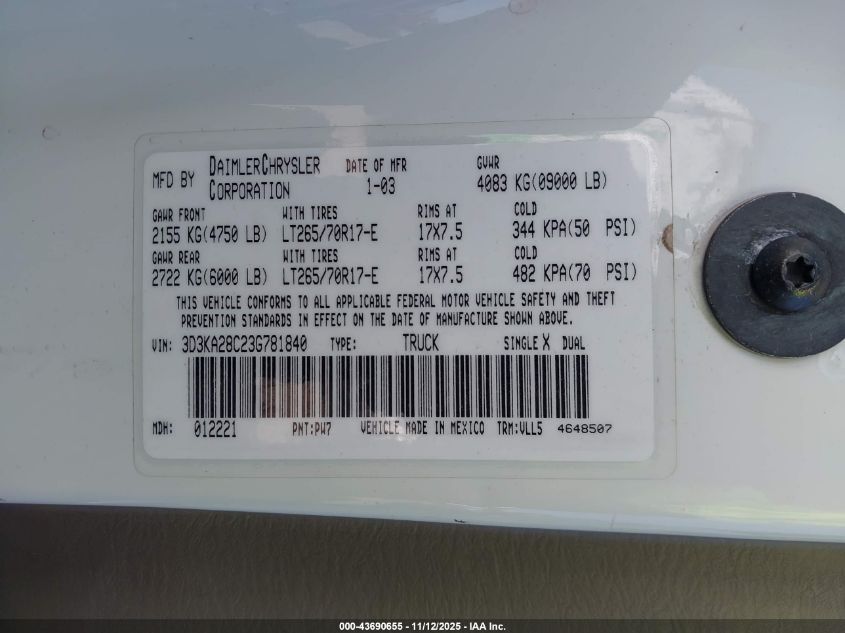 MFD BY DAIMLERCHRYSLER CORPORATION DATE OF MFR 1-03 GVWR 4083 KG(09000 LB)
GAWR FRONT WITH TIRES RIMS AT COLD
2155 KG(4750 LB) LT265/70R17-E 17X7.5 344 KPA(50 PSI)
GAWR REAR WITH TIRES RIMS AT COLD
2722 KG(6000 LB) LT265/70R17-E 17X7.5 482 KPA(70 PSI)
THIS VEHICLE CONFORMS TO ALL APPLICABLE FEDERAL MOTOR VEHICLE SAFETY AND THEFT
PREVENTION STANDARDS IN EFFECT ON THE DATE OF MANUFACTURE SHOWN ABOVE.
VIN: 3D3KA28C23G781840 TYPE: TRUCK SINGLE X DUAL
MDH: 012221 PNT:PW7 VEHICLE MADE IN MEXICO TRM:VLL5 4648507
000-43690655 - 11/12/2025 - IAA Inc.